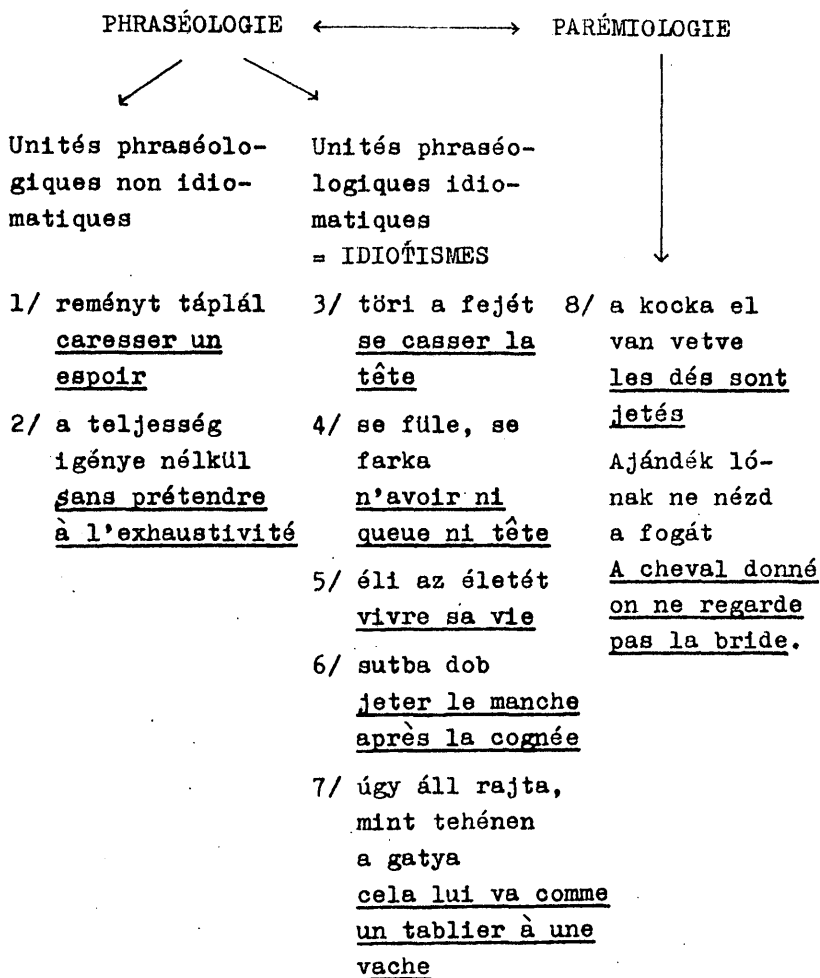 PHRASÉOLOGIE ⟷ PARÉMIOLOGIE
Unités phraséolo-
giques non idio-
matiques
Unités phraséo-
logiques idio-
matiques
= IDIOTISMES
1/ reményt táplál
caresser un
espoir
2/ a teljesség
igénye nélkül
sans prétendre
à l'exhaustivité
3/ töri a fejét
se casser la
tête
4/ se füle, se
farka
n'avoir ni
queue ni tête
5/ éli az életét
vivre sa vie
6/ sutba dob
jeter le manche
après la cognée
7/ úgy áll rajta,
mint tehénen
a gatya
cela lui va comme
un tablier à une
vache
8/ a kocka el
van vetve
les dés sont
jetés
Ajándék ló-
nak ne nézd
a fogát
A cheval donné
on ne regarde
pas la bride.